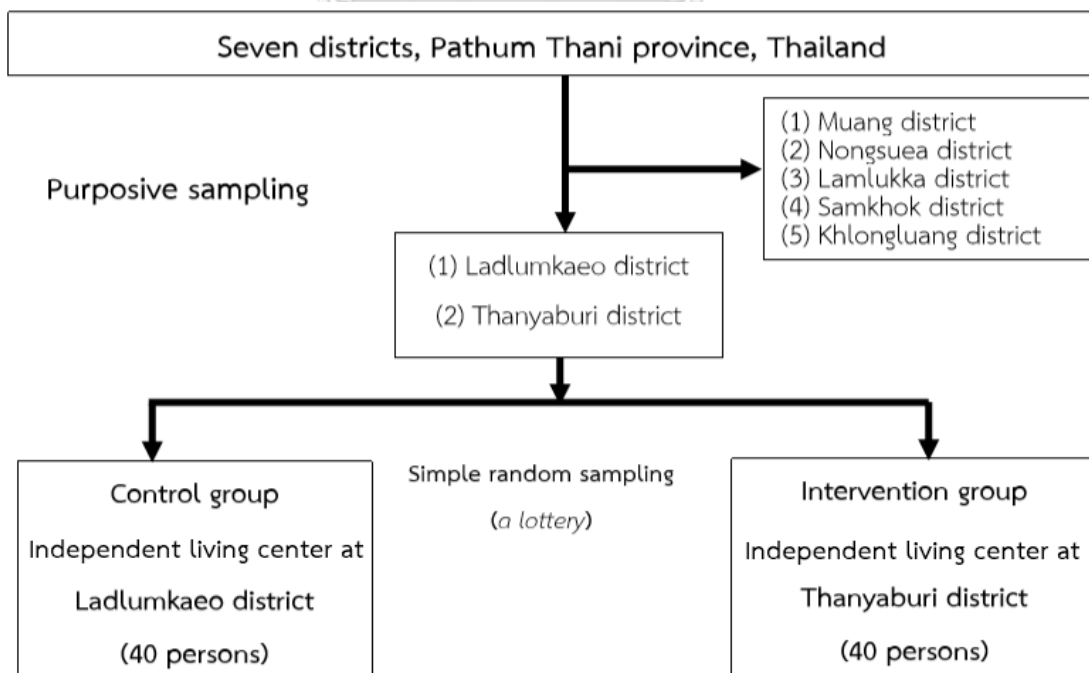 Seven districts, Pathum Thani province, Thailand
(1) Muang district
(2) Nongsuea district
(3) Lamlukka district
(4) Samkhok district
(5) Khlongluang district
Purposive sampling
(1) Ladlumkaeo district
(2) Thanyaburi district
Control group
Independent living center at
Ladlumkaeo district
(40 persons)
Simple random sampling
(a lottery)
Intervention group
Independent living center at
Thanyaburi district
(40 persons)